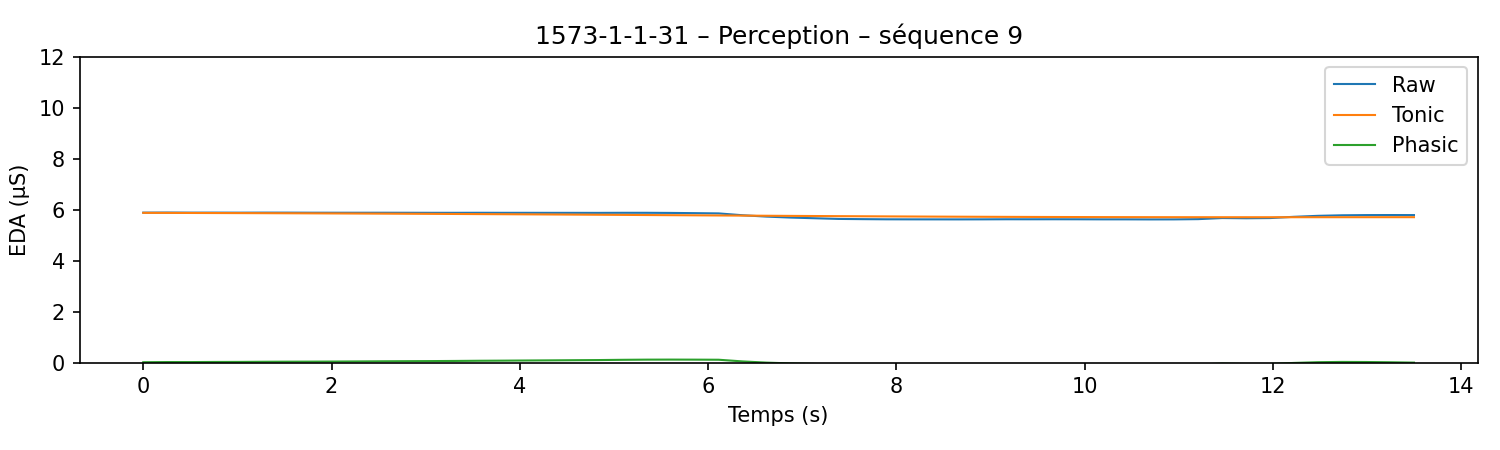 1573-1-1-31 – Perception – séquence 9
EDA (µS)
12
10
8
6
4
2
0
Raw
Tonic
Phasic
0 2 4 6 8 10 12 14
Temps (s)